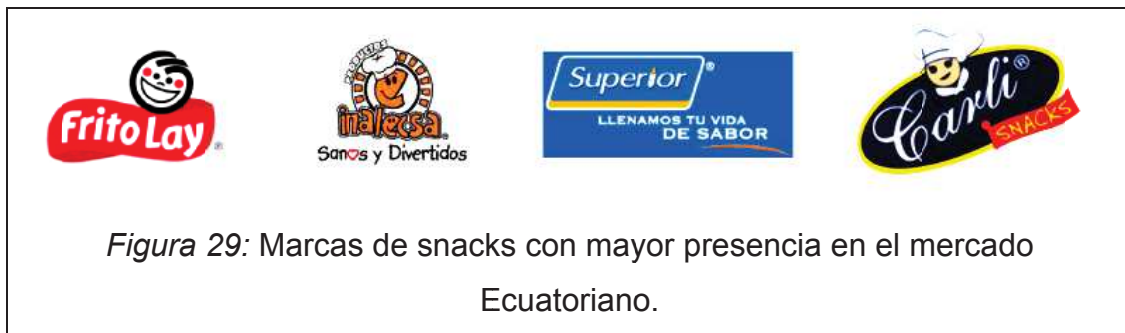 Frito Lay ®
PRODUCTOS
inalecsa ®
Sanos y Divertidos
Superior ®
LLENAMOS TU VIDA
DE SABOR
Carli ®
SNACKS
Figura 29: Marcas de snacks con mayor presencia en el mercado
Ecuatoriano.